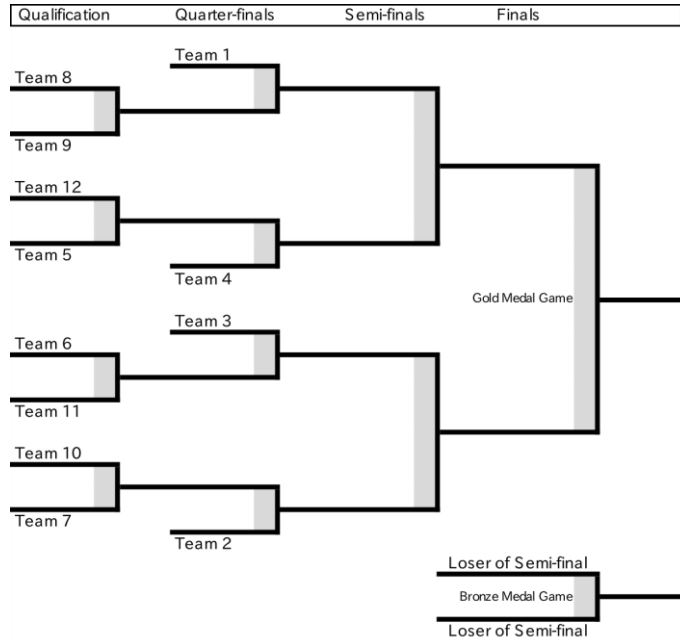 Qualification Quarter-finals Semi-finals Finals
Team 1
Team 8
Team 9
Team 12
Team 5
Team 4
Gold Medal Game
Team 3
Team 6
Team 11
Team 10
Team 7
Team 2
Loser of Semi-final
Bronze Medal Game
Loser of Semi-final